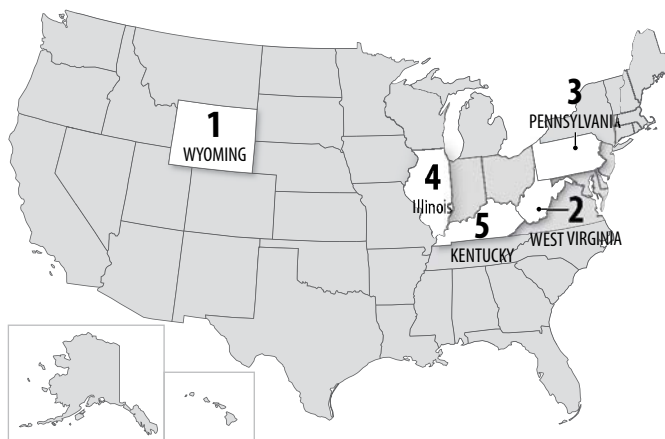 1
WYOMING
3
PENNSYLVANIA
4
Illinois
2
WEST VIRGINIA
5
KENTUCKY